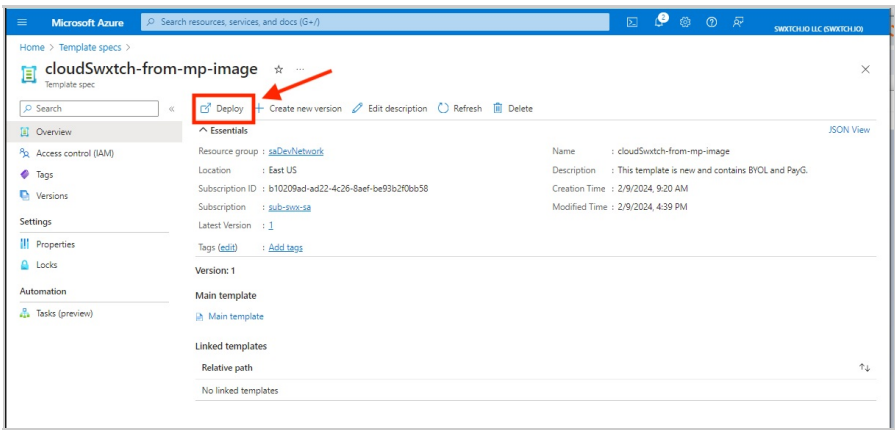 Microsoft Azure
Search resources, services, and docs (G+/)
SWXTCH.IO LLC (SWXTCH.IO)
Home > Template specs >
cloudSwxtch-from-mp-image
Template spec
Search
Deploy
Create new version
Edit description
Refresh
Delete
Overview
Access control (IAM)
Tags
Versions
Settings
Properties
Locks
Automation
Tasks (preview)
Essentials
JSON View
Resource group : saDevNetwork
Location : East US
Subscription ID : b10209ad-ad22-4c26-8aef-be93b2f0bb58
Subscription : sub-swx-sa
Latest Version : 1
Tags (edit) : Add tags
Name : cloudSwxtch-from-mp-image
Description : This template is new and contains BYOL and PayG.
Creation Time : 2/9/2024, 9:20 AM
Modified Time : 2/9/2024, 4:39 PM
Version: 1
Main template
Main template
Linked templates
Relative path
No linked templates